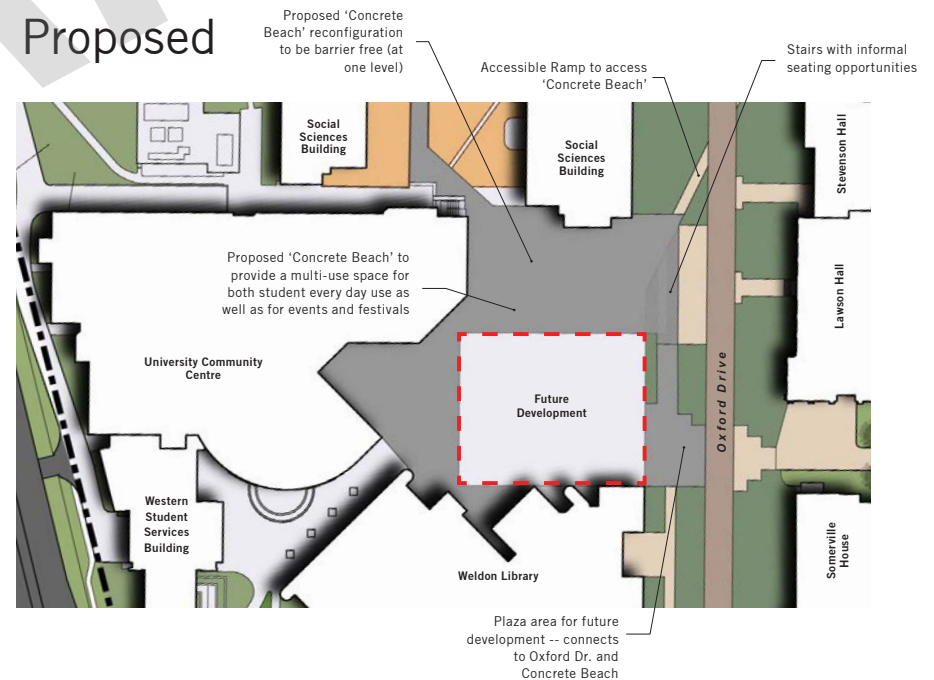 Proposed
Proposed ‘Concrete
Beach’ reconfiguration
to be barrier free (at
one level)
Accessible Ramp to access
‘Concrete Beach’
Stairs with informal
seating opportunities
Social
Sciences
Building
Social
Sciences
Building
Stevenson Hall
Proposed ‘Concrete Beach’ to
provide a multi-use space for
both student every day use as
well as for events and festivals
Lawson Hall
University Community
Centre
Future
Development
Oxford Drive
Western
Student
Services
Building
Weldon Library
Somerville
House
Plaza area for future
development -- connects
to Oxford Dr. and
Concrete Beach